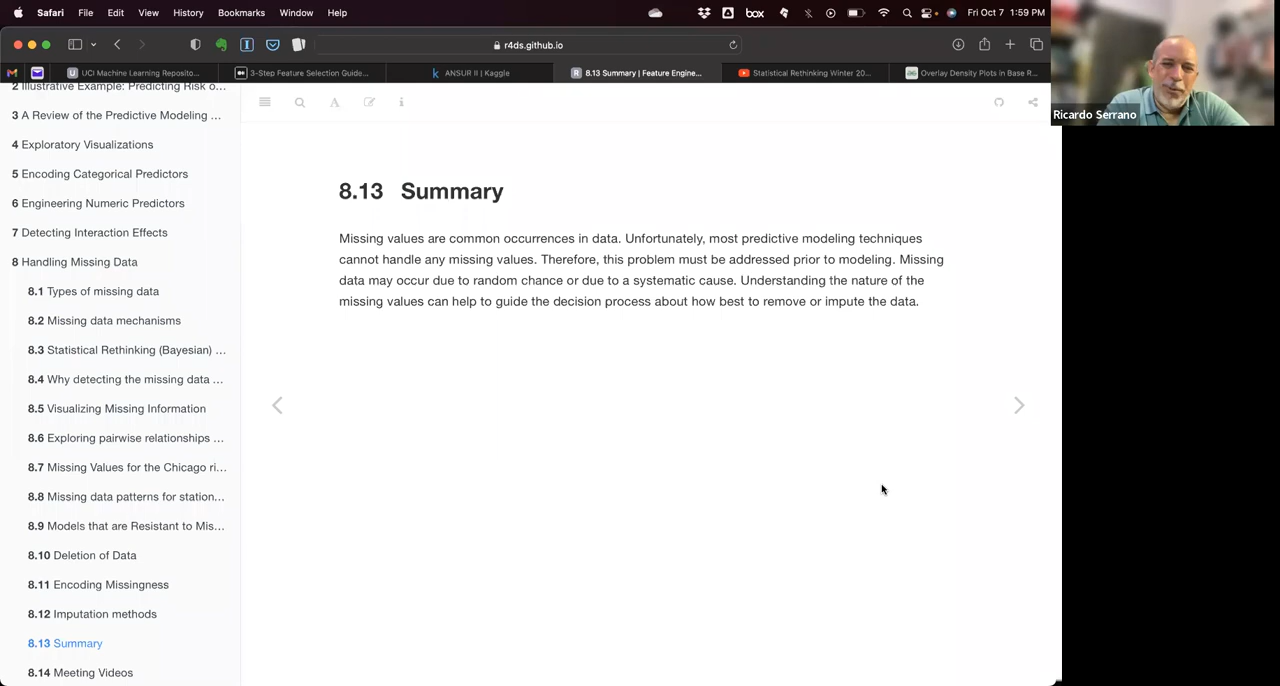 Safari File Edit View History Bookmarks Window Help box Fri Oct 7 1:59 PM
r4ds.github.io
UCI Machine Learning Reposito... 3-Step Feature Selection Guide... ANSUR II | Kaggle 8.13 Summary | Feature Engine... Statistical Rethinking Winter 20... Overlay Density Plots in Base R...
Ricardo Serrano
2 Illustrative Example: Predicting Risk o...
3 A Review of the Predictive Modeling ...
4 Exploratory Visualizations
5 Encoding Categorical Predictors
6 Engineering Numeric Predictors
7 Detecting Interaction Effects
8 Handling Missing Data
8.1 Types of missing data
8.2 Missing data mechanisms
8.3 Statistical Rethinking (Bayesian) ...
8.4 Why detecting the missing data ...
8.5 Visualizing Missing Information
8.6 Exploring pairwise relationships ...
8.7 Missing Values for the Chicago ri...
8.8 Missing data patterns for station...
8.9 Models that are Resistant to Mis...
8.10 Deletion of Data
8.11 Encoding Missingness
8.12 Imputation methods
8.13 Summary
8.14 Meeting Videos
8.13 Summary
Missing values are common occurrences in data. Unfortunately, most predictive modeling techniques
cannot handle any missing values. Therefore, this problem must be addressed prior to modeling. Missing
data may occur due to random chance or due to a systematic cause. Understanding the nature of the
missing values can help to guide the decision process about how best to remove or impute the data.